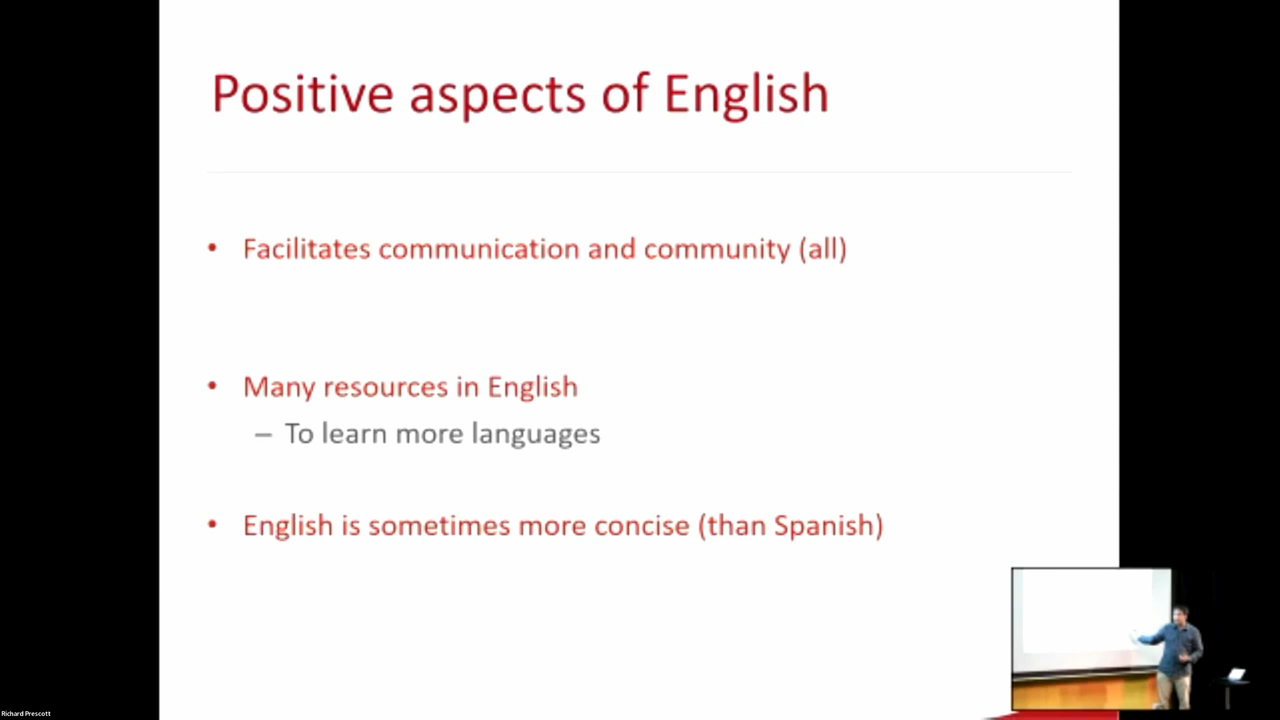 Positive aspects of English
• Facilitates communication and community (all)
• Many resources in English
– To learn more languages
• English is sometimes more concise (than Spanish)
Richard Prescott